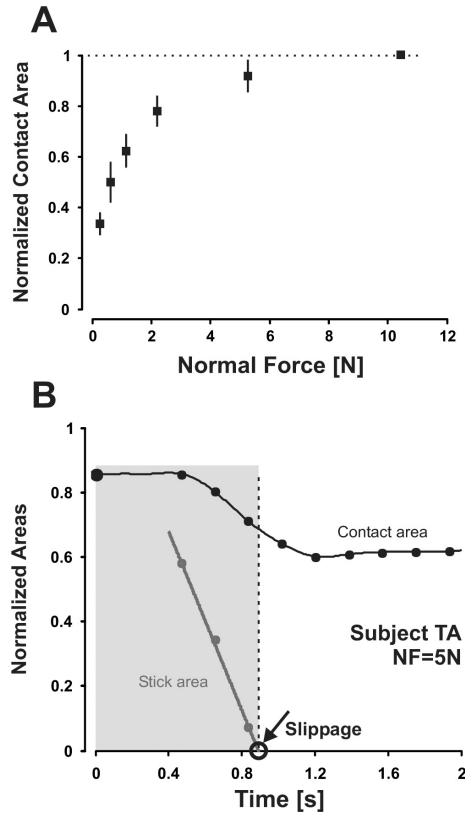 A
Normalized Contact Area
1
0.8
0.6
0.4
0.2
0
0 2 4 6 8 10 12
Normal Force [N]
B
Normalized Areas
1
0.8
0.6
0.4
0.2
0
Contact area
Subject TA
NF=5N
Stick area
Slippage
0 0.4 0.8 1.2 1.6 2
Time [s]